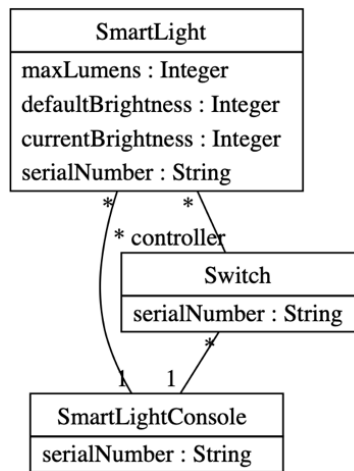 SmartLight
maxLumens : Integer
defaultBrightness : Integer
currentBrightness : Integer
serialNumber : String
* *
* controller
Switch
serialNumber : String
*
1 1
SmartLightConsole
serialNumber : String